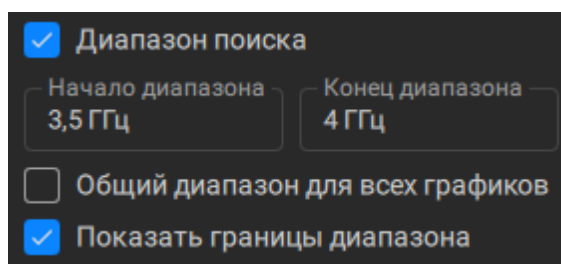 Диапазон поиска
Начало диапазона Конец диапазона
3,5 ГГц 4 ГГц
Общий диапазон для всех графиков
Показать границы диапазона